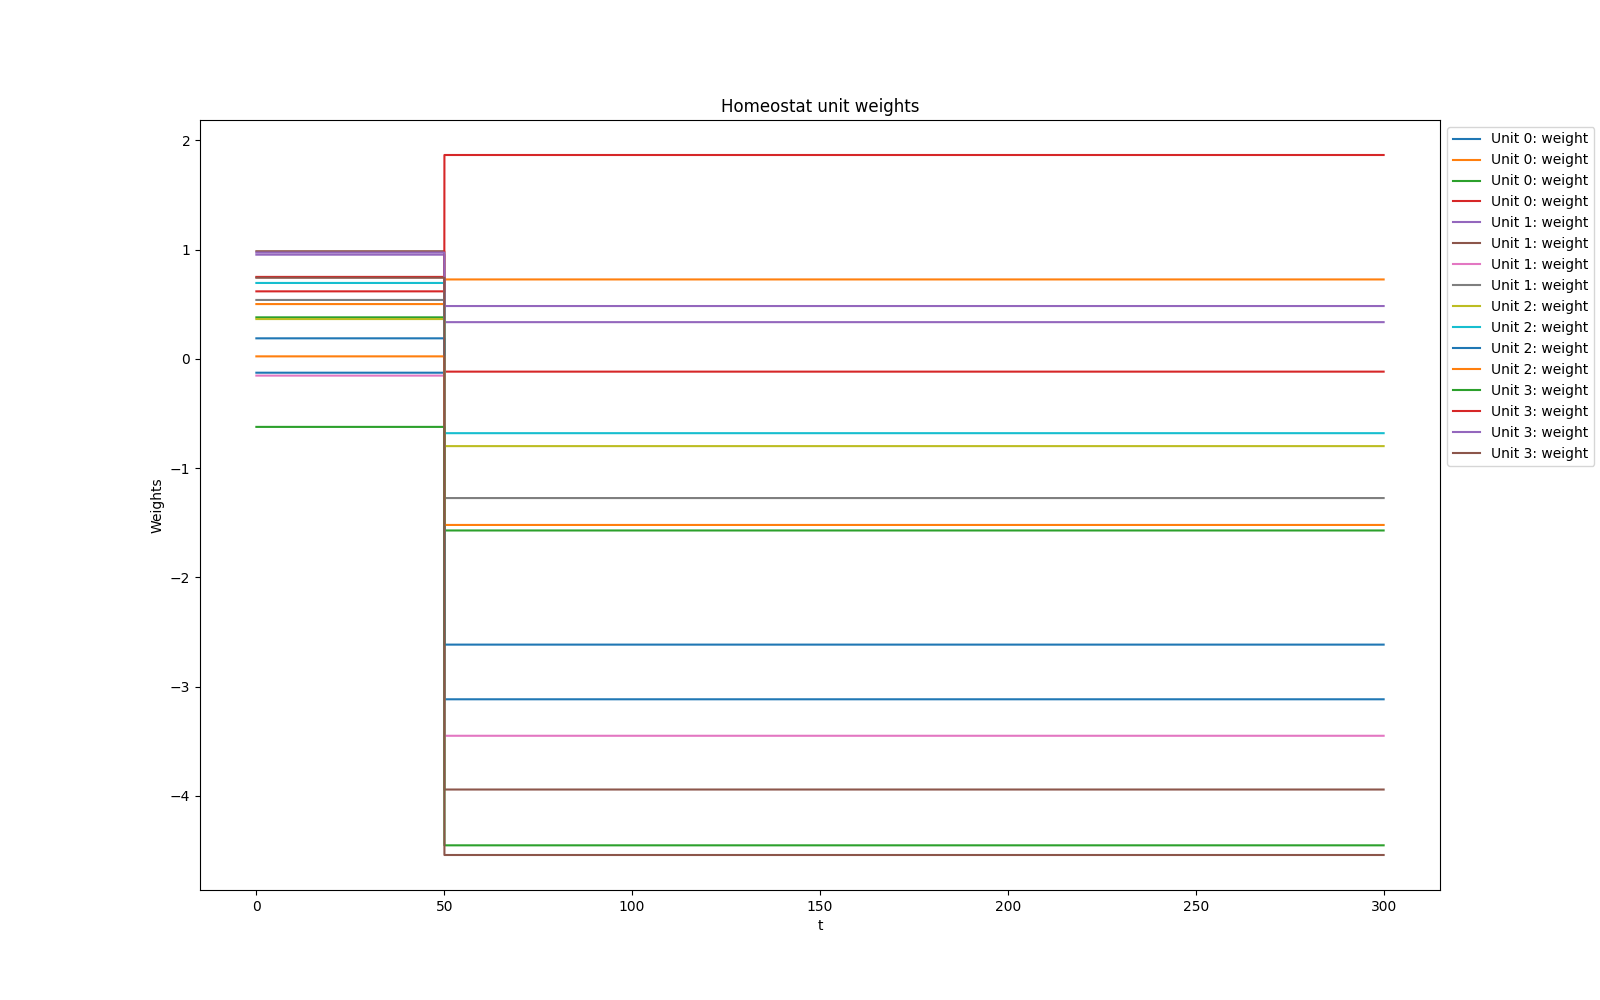 Homeostat unit weights
2
1
0
−1
−2
−3
−4
Weights
0
50
100
150
200
250
300
t
Unit 0: weight
Unit 0: weight
Unit 0: weight
Unit 0: weight
Unit 1: weight
Unit 1: weight
Unit 1: weight
Unit 1: weight
Unit 2: weight
Unit 2: weight
Unit 2: weight
Unit 2: weight
Unit 3: weight
Unit 3: weight
Unit 3: weight
Unit 3: weight